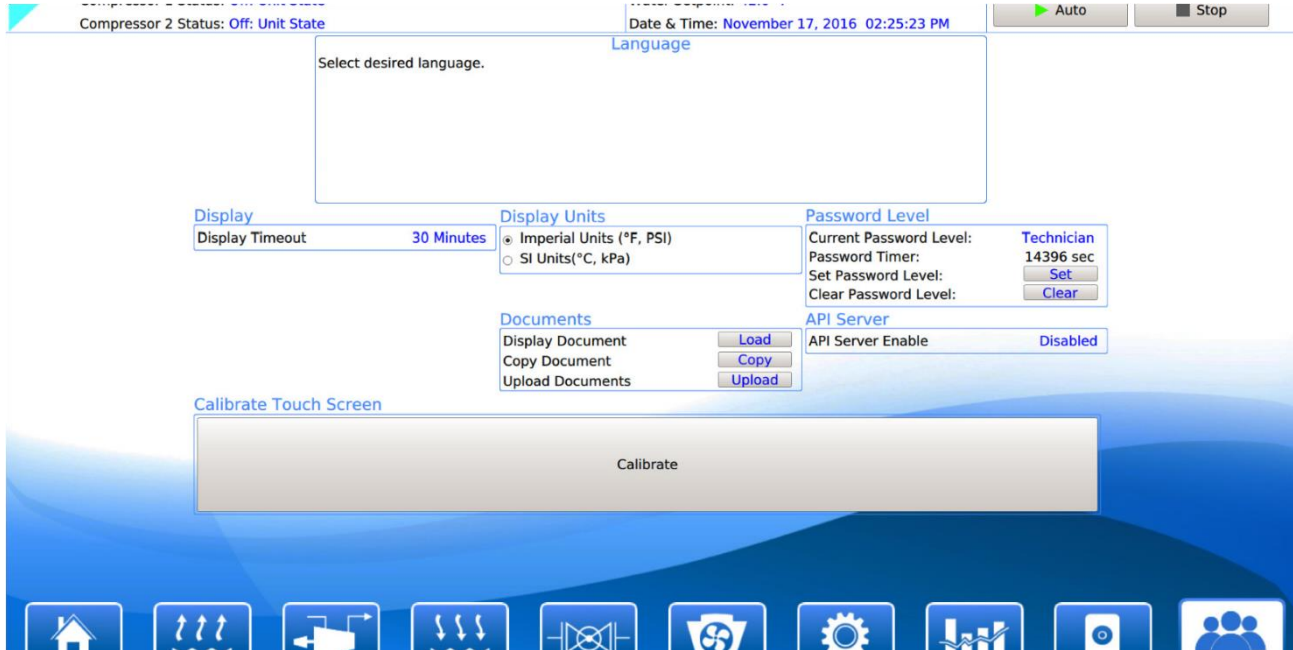 Compressor 2 Status: Off: Unit State
Date & Time: November 17, 2016 02:25:23 PM
Auto
Stop
Language
Select desired language.
Display
Display Timeout 30 Minutes
Display Units
Imperial Units (°F, PSI)
SI Units(°C, kPa)
Password Level
Current Password Level: Technician
Password Timer: 14396 sec
Set Password Level: Set
Clear Password Level: Clear
Documents
Display Document Load
Copy Document Copy
Upload Documents Upload
API Server
API Server Enable Disabled
Calibrate Touch Screen
Calibrate